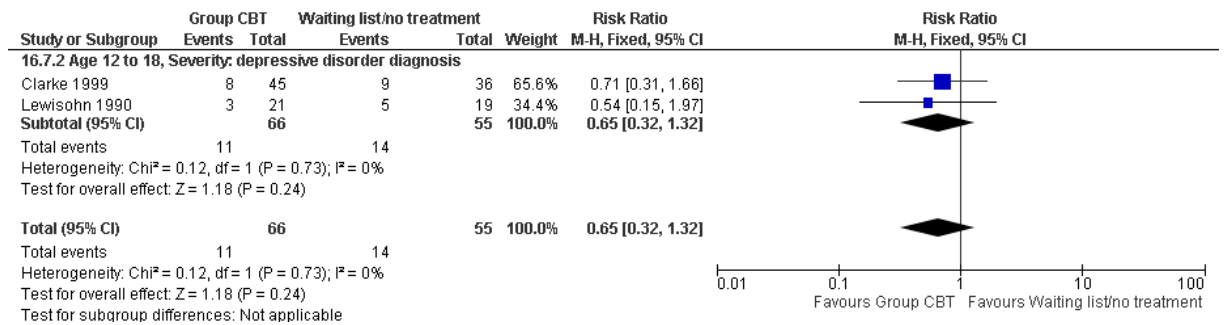 Group CBT Waiting list/no treatment Risk Ratio Risk Ratio
Study or Subgroup Events Total Events Total Weight M-H, Fixed, 95% CI M-H, Fixed, 95% CI
16.7.2 Age 12 to 18, Severity: depressive disorder diagnosis
Clarke 1999 8 45 9 36 65.6% 0.71 [0.31, 1.66]
Lewisohn 1990 3 21 5 19 34.4% 0.54 [0.15, 1.97]
Subtotal (95% CI) 66 55 100.0% 0.65 [0.32, 1.32]
Total events 11 14
Heterogeneity: Chi² = 0.12, df = 1 (P = 0.73); I² = 0%
Test for overall effect: Z = 1.18 (P = 0.24)
Total (95% CI) 66 55 100.0% 0.65 [0.32, 1.32]
Total events 11 14
Heterogeneity: Chi² = 0.12, df = 1 (P = 0.73); I² = 0%
Test for overall effect: Z = 1.18 (P = 0.24)
Test for subgroup differences: Not applicable
0.01 0.1 1 10 100
Favours Group CBT Favours Waiting list/no treatment